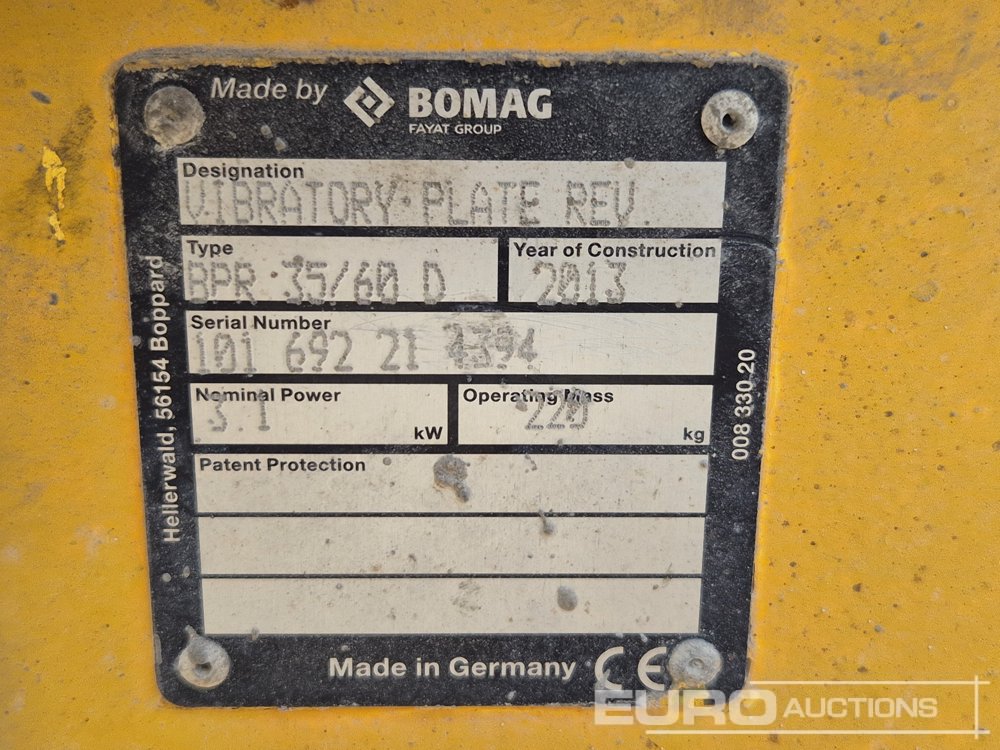 Made by BOMAG
FAYAT GROUP
Designation
VIBRATORY PLATE REV.
Type
BPR 35/60 D
Year of Construction
2013
Serial Number
101 692 21 4394
Nominal Power
3.1
kW
Operating Mass
220
kg
Patent Protection
Made in Germany CE
Hellerwald, 56154 Boppard
008 330 20
EURO AUCTIONS